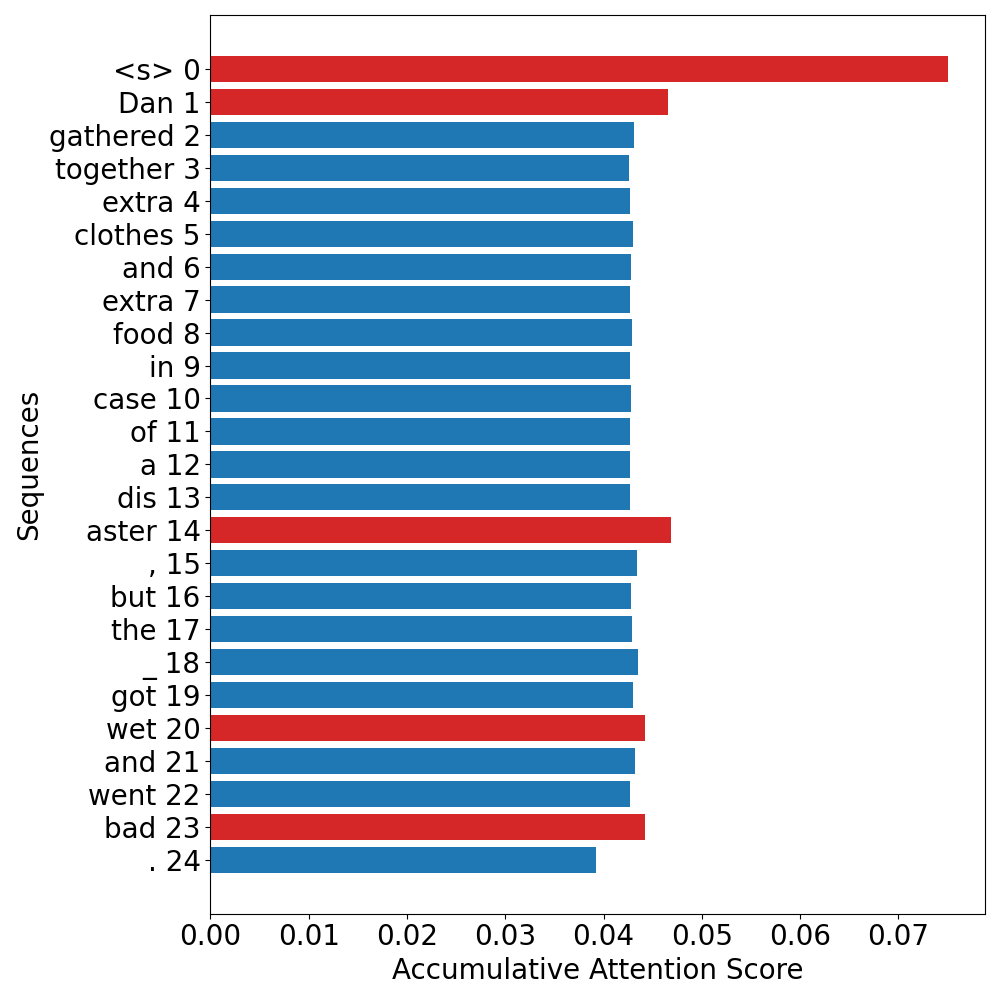 <s> 0
Dan 1
gathered 2
together 3
extra 4
clothes 5
and 6
extra 7
food 8
in 9
case 10
of 11
a 12
dis 13
aster 14
, 15
but 16
the 17
_ 18
got 19
wet 20
and 21
went 22
bad 23
. 24
Sequences
0.00 0.01 0.02 0.03 0.04 0.05 0.06 0.07
Accumulative Attention Score